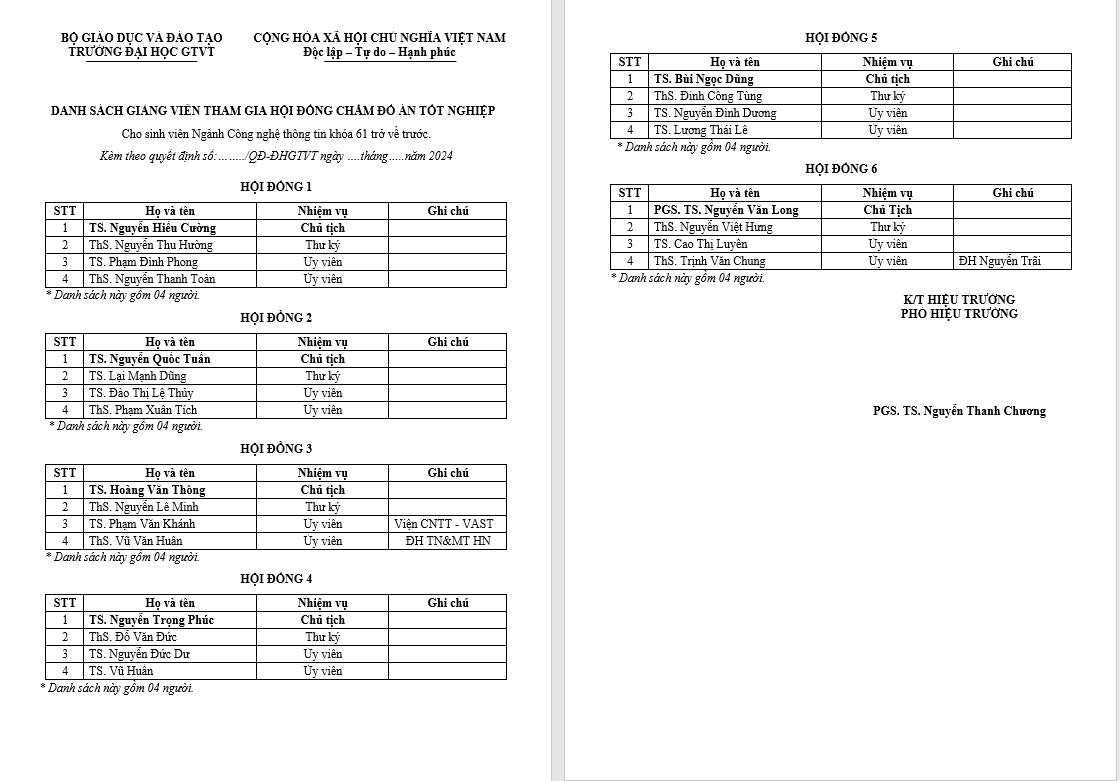 BỘ GIÁO DỤC VÀ ĐÀO TẠO
TRƯỜNG ĐẠI HỌC GTVT
CỘNG HÒA XÃ HỘI CHỦ NGHĨA VIỆT NAM
Độc lập – Tự do – Hạnh phúc
DANH SÁCH GIẢNG VIÊN THAM GIA HỘI ĐỒNG CHẤM ĐỒ ÁN TỐT NGHIỆP
Cho sinh viên Ngành Công nghệ thông tin khóa 61 trở về trước.
Kèm theo quyết định số: ……../QĐ-ĐHGTVT ngày ….tháng…..năm 2024
HỘI ĐỒNG 1
STT Họ và tên Nhiệm vụ Ghi chú
1 TS. Nguyễn Hiếu Cường Chủ tịch
2 ThS. Nguyễn Thu Hường Thư ký
3 TS. Phạm Đình Phong Ủy viên
4 ThS. Nguyễn Thanh Toàn Ủy viên
* Danh sách này gồm 04 người.
HỘI ĐỒNG 2
STT Họ và tên Nhiệm vụ Ghi chú
1 TS. Nguyễn Quốc Tuấn Chủ tịch
2 TS. Lại Mạnh Dũng Thư ký
3 TS. Đào Thị Lệ Thủy Ủy viên
4 ThS. Phạm Xuân Tích Ủy viên
* Danh sách này gồm 04 người.
HỘI ĐỒNG 3
STT Họ và tên Nhiệm vụ Ghi chú
1 TS. Hoàng Văn Thông Chủ tịch
2 ThS. Nguyễn Lê Minh Thư ký
3 TS. Phạm Văn Khánh Ủy viên Viện CNTT - VAST
4 ThS. Vũ Văn Huân Ủy viên ĐH TN&MT HN
* Danh sách này gồm 04 người.
HỘI ĐỒNG 4
STT Họ và tên Nhiệm vụ Ghi chú
1 TS. Nguyễn Trọng Phúc Chủ tịch
2 ThS. Đỗ Văn Đức Thư ký
3 TS. Nguyễn Đức Dư Ủy viên
4 TS. Vũ Huấn Ủy viên
* Danh sách này gồm 04 người.
HỘI ĐỒNG 5
STT Họ và tên Nhiệm vụ Ghi chú
1 TS. Bùi Ngọc Dũng Chủ tịch
2 ThS. Đinh Công Tùng Thư ký
3 TS. Nguyễn Đình Dương Ủy viên
4 TS. Lương Thái Lê Ủy viên
* Danh sách này gồm 04 người.
HỘI ĐỒNG 6
STT Họ và tên Nhiệm vụ Ghi chú
1 PGS. TS. Nguyễn Văn Long Chủ Tịch
2 ThS. Nguyễn Việt Hưng Thư ký
3 TS. Cao Thị Luyên Ủy viên
4 ThS. Trịnh Văn Chung Ủy viên ĐH Nguyễn Trãi
* Danh sách này gồm 04 người.
K/T HIỆU TRƯỞNG
PHÓ HIỆU TRƯỞNG
PGS. TS. Nguyễn Thanh Chương